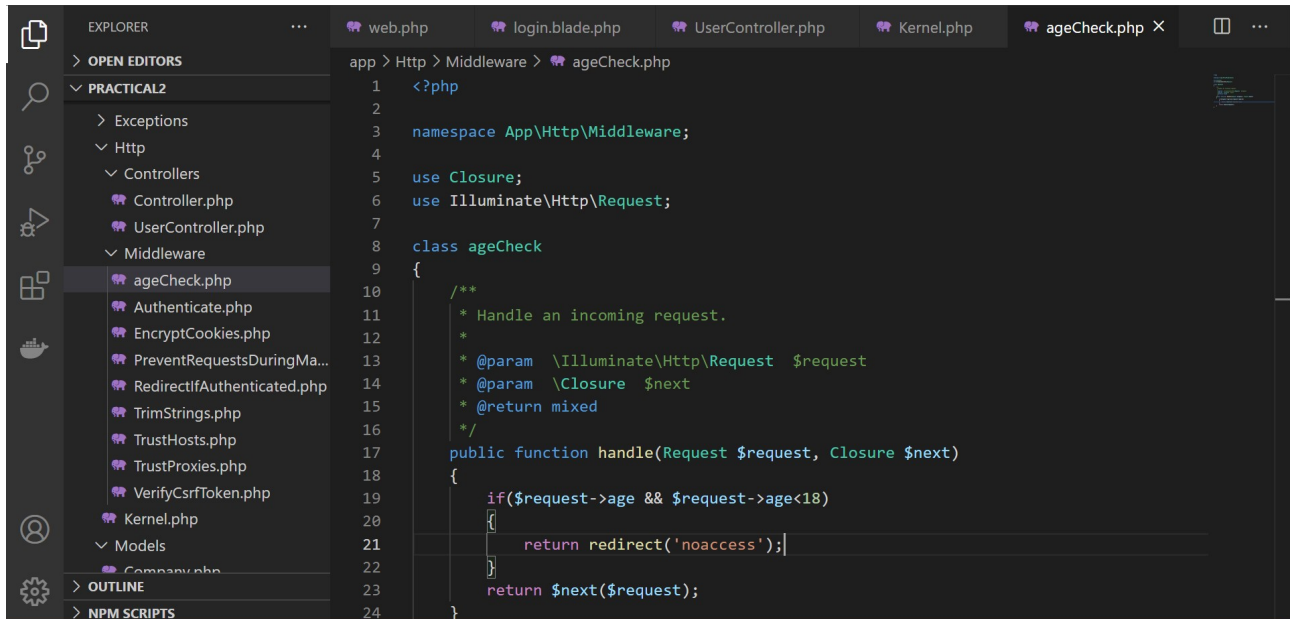 EXPLORER ···
OPEN EDITORS
PRACTICAL2
Exceptions
Http
Controllers
Controller.php
UserController.php
Middleware
ageCheck.php
Authenticate.php
EncryptCookies.php
PreventRequestsDuringMa...
RedirectIfAuthenticated.php
TrimStrings.php
TrustHosts.php
TrustProxies.php
VerifyCsrfToken.php
Kernel.php
Models
Company.php
OUTLINE
NPM SCRIPTS
web.php login.blade.php UserController.php Kernel.php ageCheck.php × ···
app > Http > Middleware > ageCheck.php
1 <?php
2
3 namespace App\Http\Middleware;
4
5 use Closure;
6 use Illuminate\Http\Request;
7
8 class ageCheck
9 {
10 /**
11 * Handle an incoming request.
12 *
13 * @param \Illuminate\Http\Request $request
14 * @param \Closure $next
15 * @return mixed
16 */
17 public function handle(Request $request, Closure $next)
18 {
19 if($request->age && $request->age<18)
20 {
21 return redirect('noaccess');
22 }
23 return $next($request);
24 }